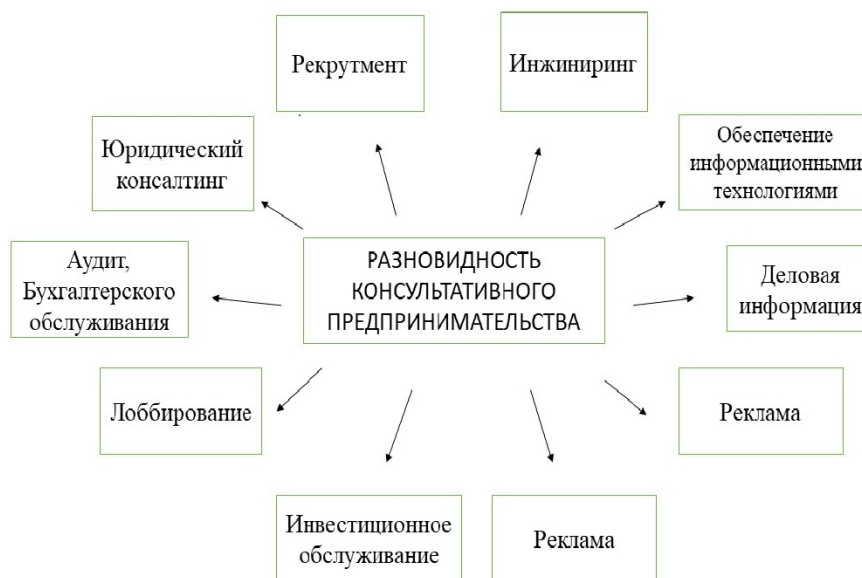 Рекрутмент
Инжиниринг
Юридический
консалтинг
Обеспечение
информационными
технологиями
Аудит,
Бухгалтерского
обслуживания
РАЗНОВИДНОСТЬ
КОНСУЛЬТАТИВНОГО
ПРЕДПРИНИМАТЕЛЬСТВА
Деловая
информация
Лоббирование
Реклама
Инвестиционное
обслуживание
Реклама